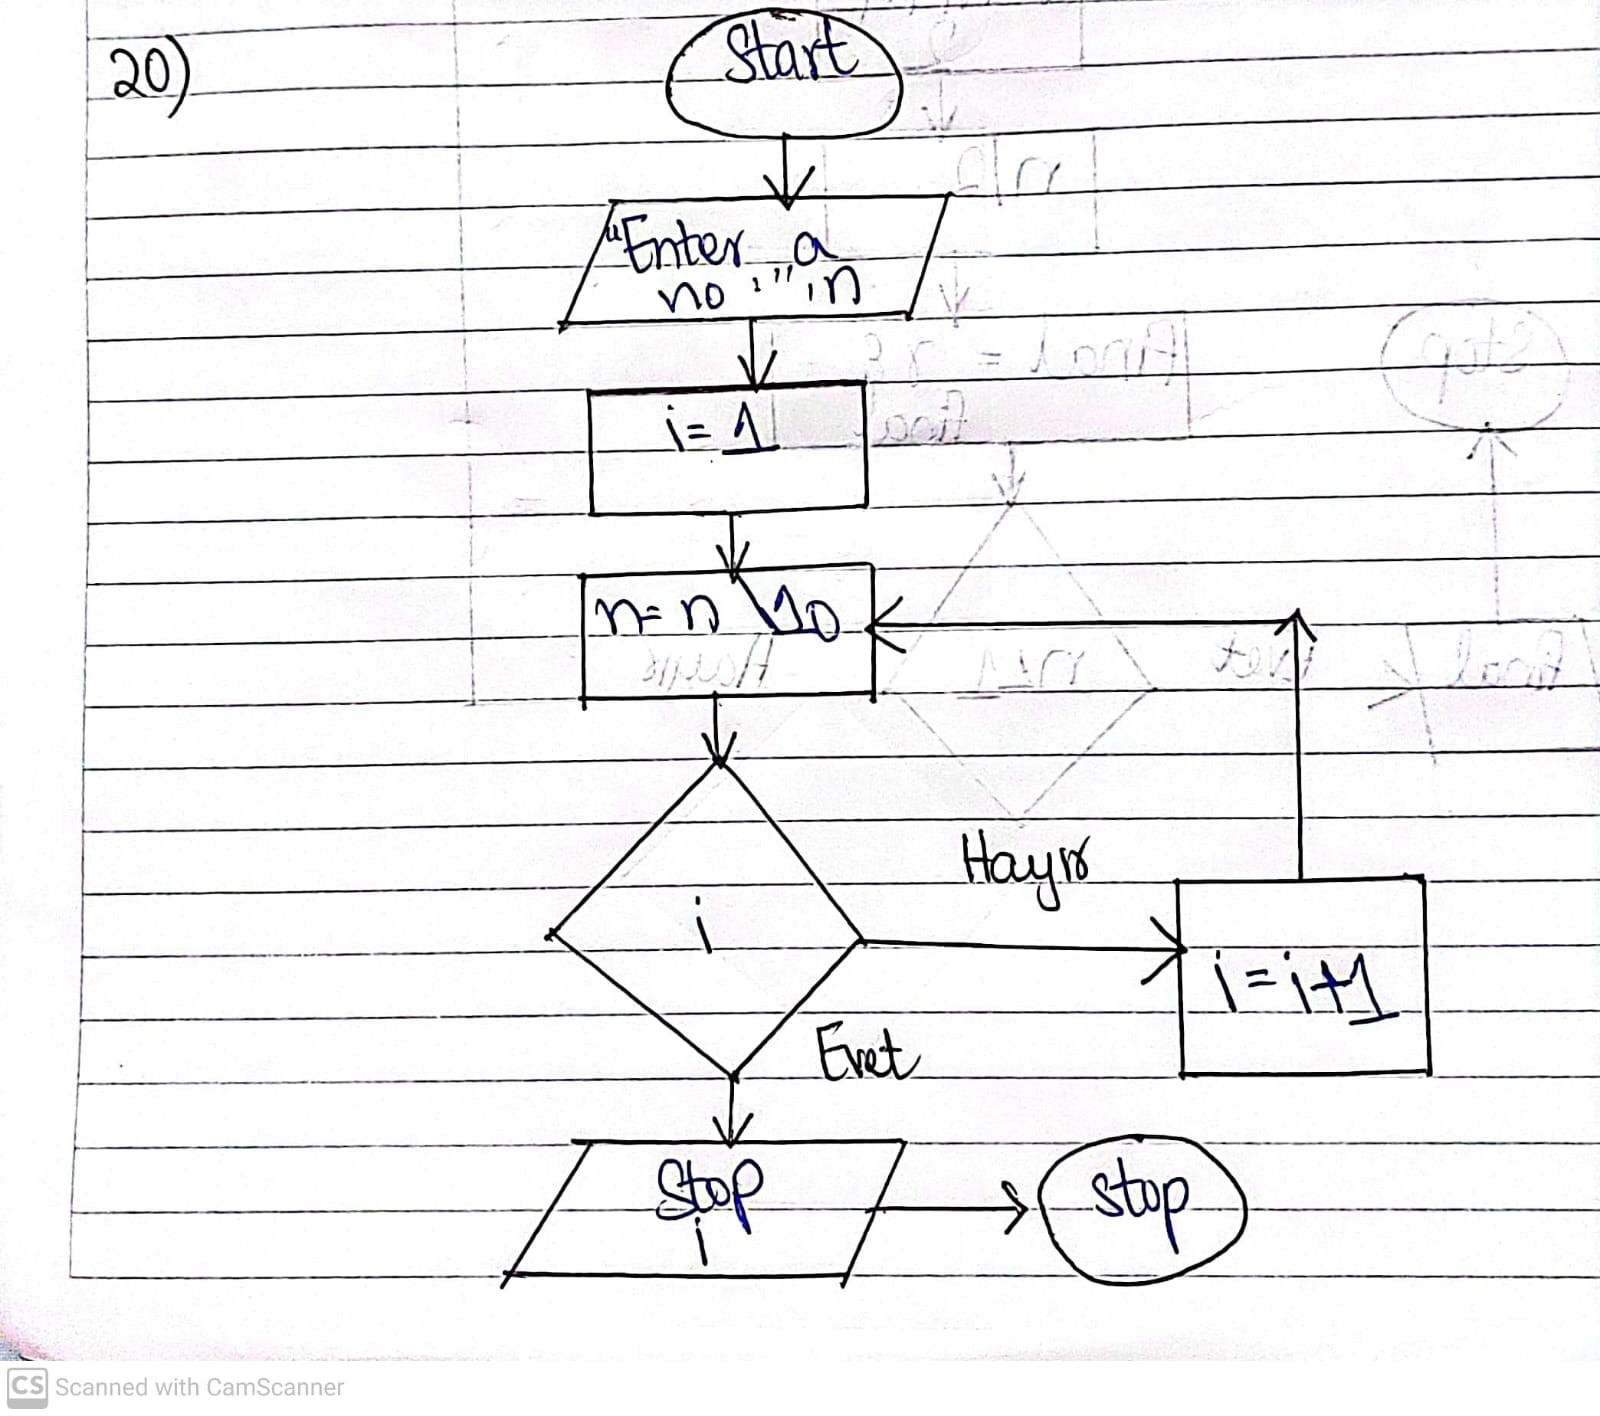 20)
Start
"Enter a
no :", n
i = 1
n = n \ 10
i
Hayır
i = i+1
Evet
Stop
i
stop
CS Scanned with CamScanner